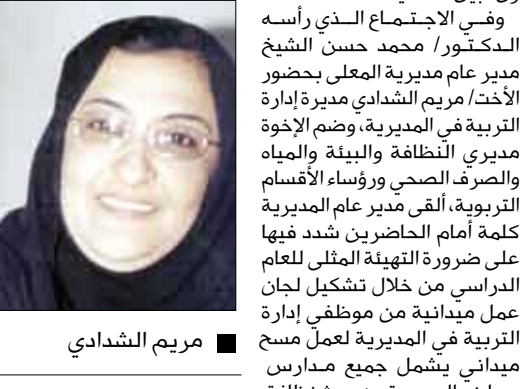 وفي الاجتماع الذي رأسه
الدكتور/ محمد حسن الشيخ
مدير عام مديرية المعلى بحضور
الأخت/ مريم الشدادي مديرة إدارة
التربية في المديرية، وضم الإخوة
مديري النظافة والبيئة والمياه
والصرف الصحي ورؤساء الأقسام
التربوية، ألقى مدير عام المديرية
كلمة أمام الحاضرين شدد فيها
على ضرورة التهيئة المثلى للعام
الدراسي من خلال تشكيل لجان
عمل ميدانية من موظفي إدارة
التربية في المديرية لعمل مسح
ميداني يشمل جميع مدارس
مريم الشدادي